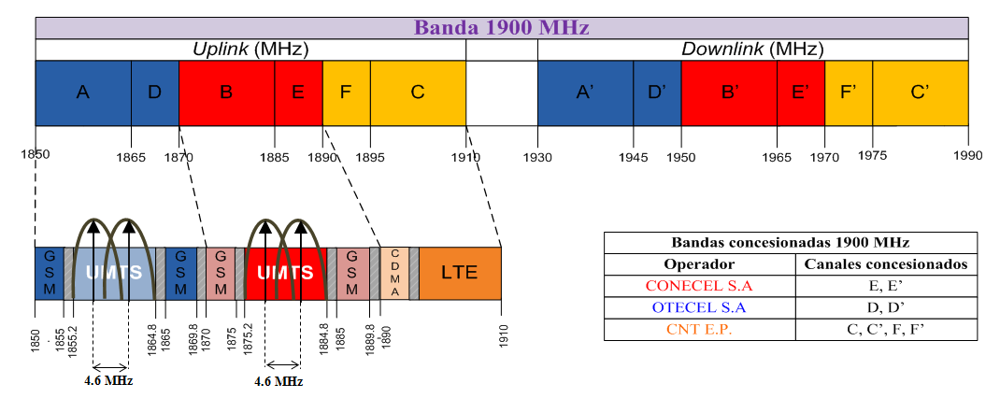 Banda 1900 MHz
Uplink (MHz) Downlink (MHz)
A D B E F C A’ D’ B’ E’ F’ C’
1850 1865 1870 1885 1890 1895 1910 1930 1945 1950 1965 1970 1975 1990
GSM UMTS GSM GSM UMTS GSM CDMA LTE
1850 1855 1855.2 1864.8 1865 1869.8 1870 1875 1875.2 1884.8 1885 1889.8 1890 1910
4.6 MHz 4.6 MHz
Bandas concesionadas 1900 MHz
Operador Canales concesionados
CONECEL S.A E, E’
OTECEL S.A D, D’
CNT E.P. C, C’, F, F’